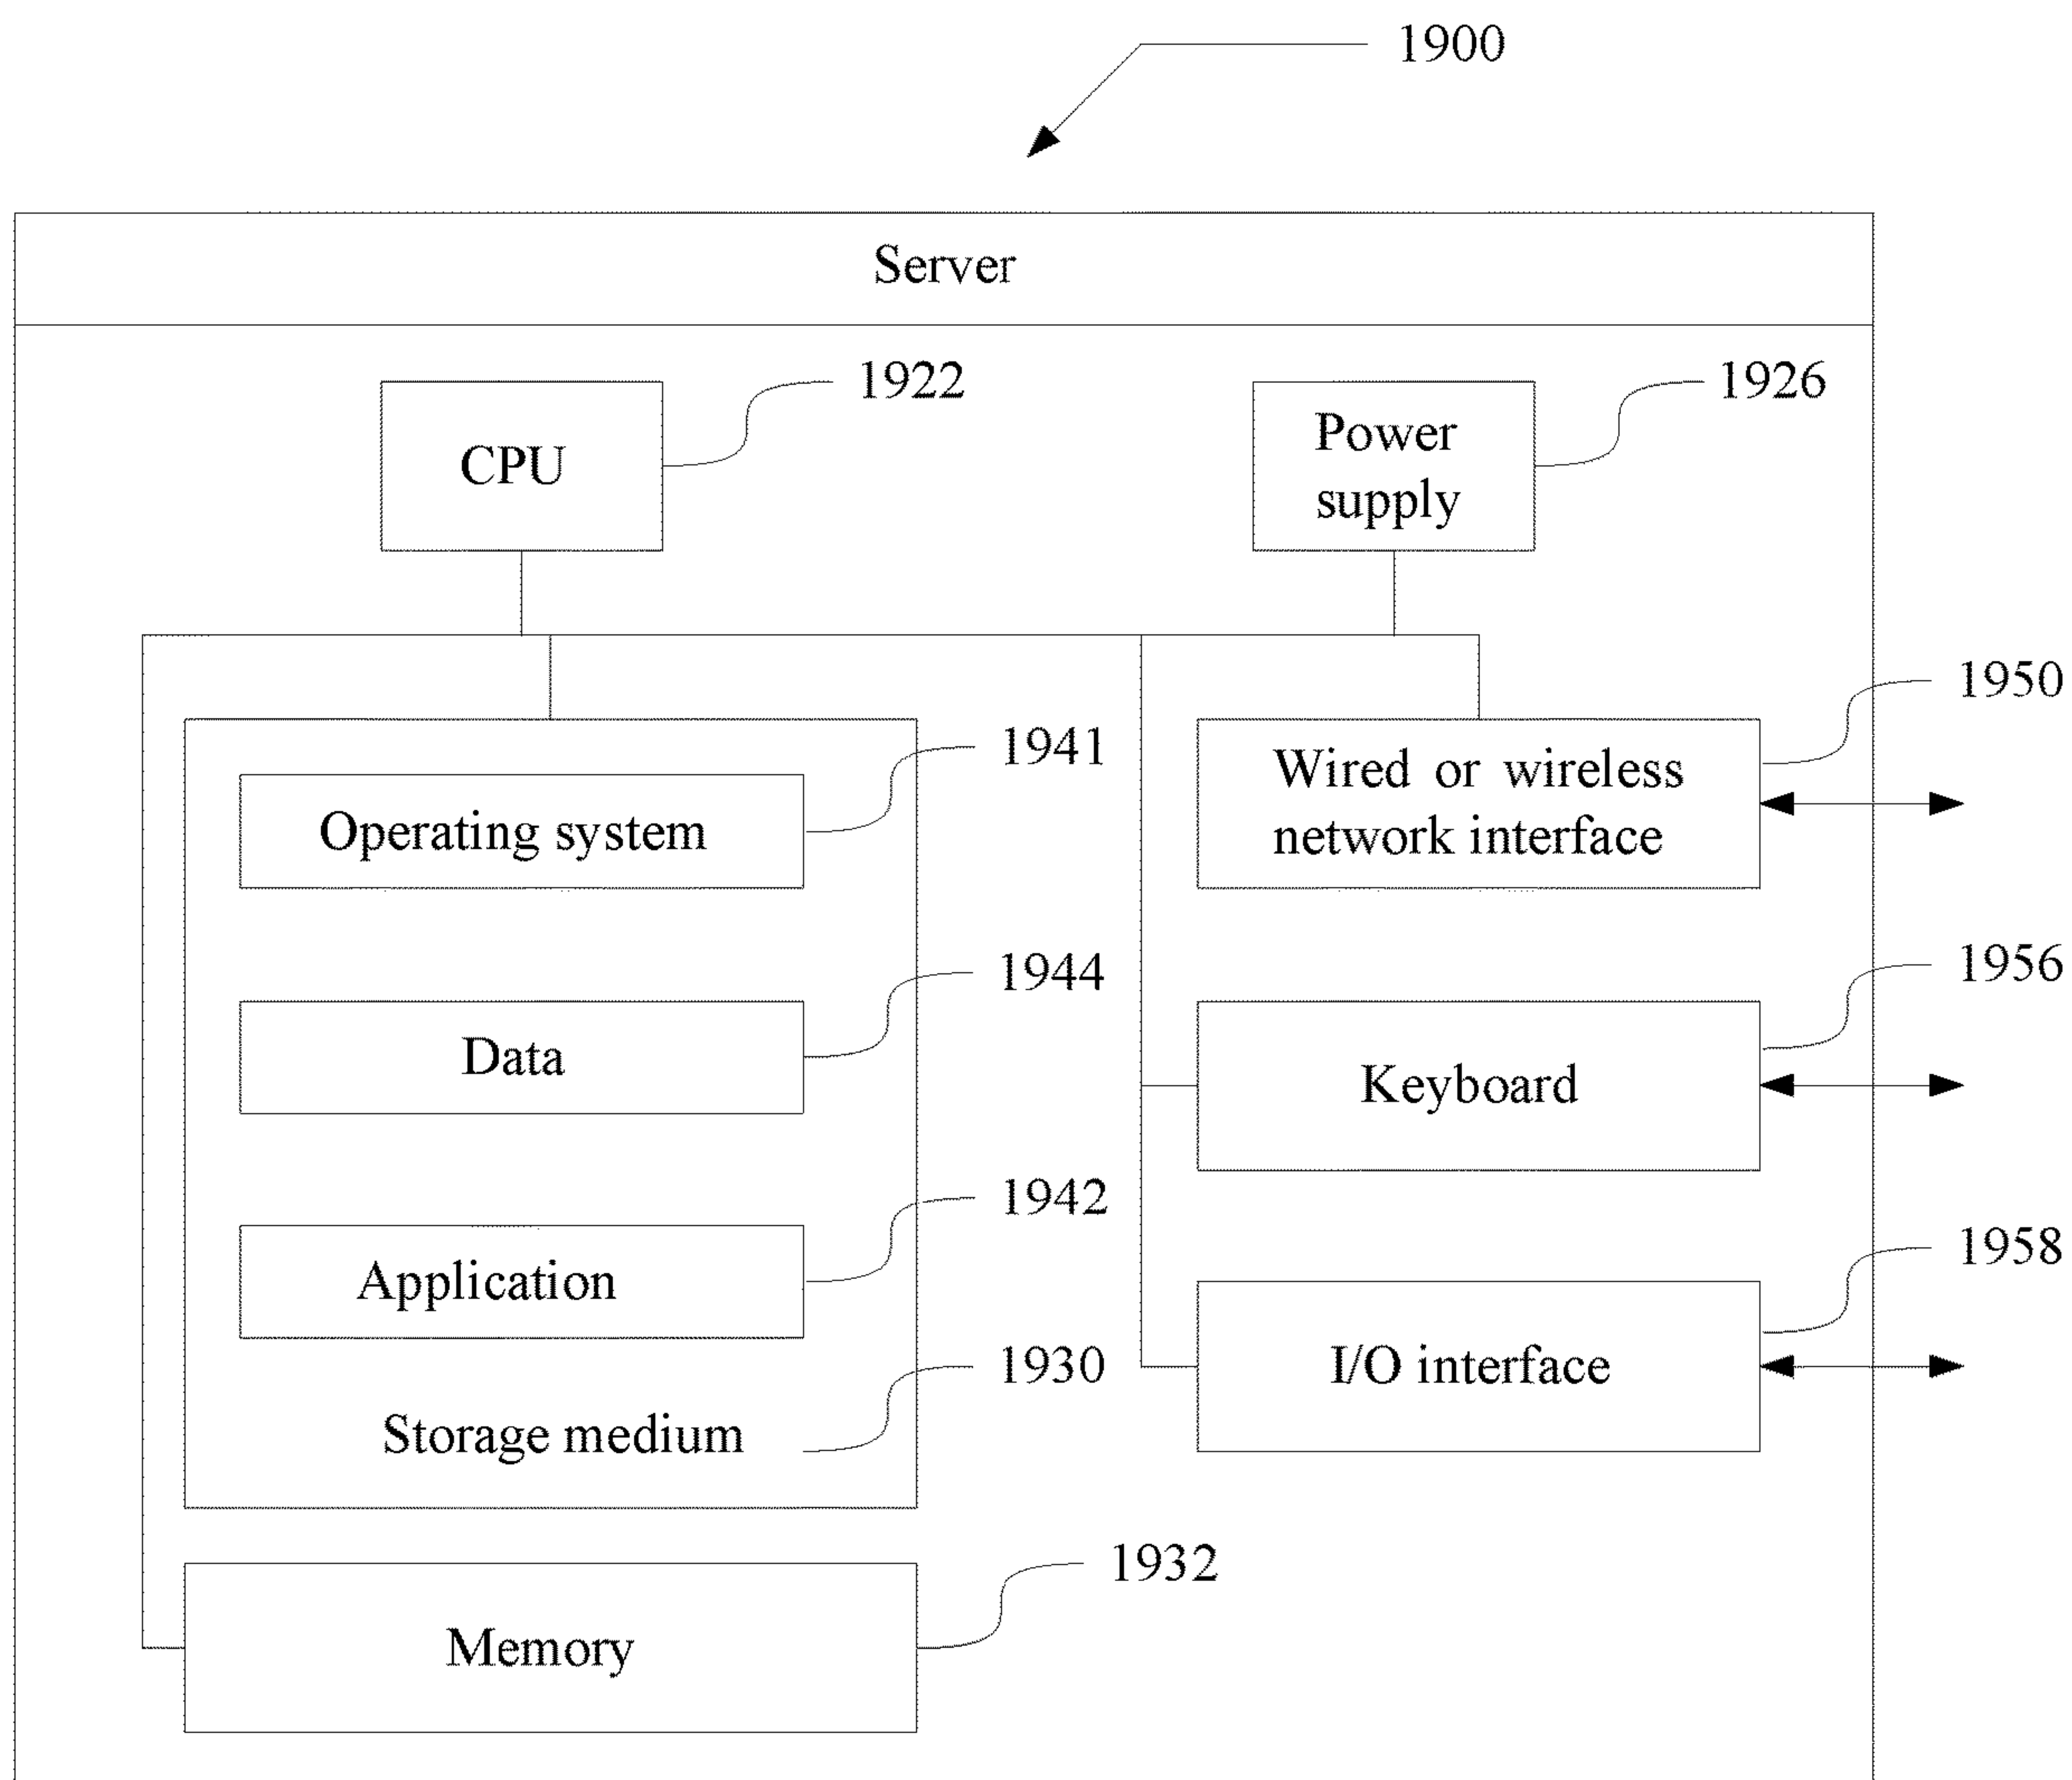 1900
Server
1922
CPU
1926
Power
supply
1941
Operating system
1944
Data
1942
Application
1930
Storage medium
1932
Memory
1950
Wired or wireless
network interface
1956
Keyboard
1958
I/O interface